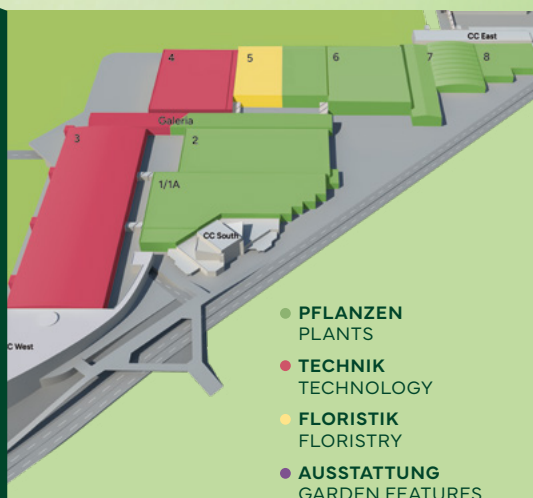 CC East
4
5
6
7
8
Galeria
3
2
1/1A
CC South
C West
PFLANZEN
PLANTS
TECHNIK
TECHNOLOGY
FLORISTIK
FLORISTRY
AUSSTATTUNG
GARDEN FEATURES